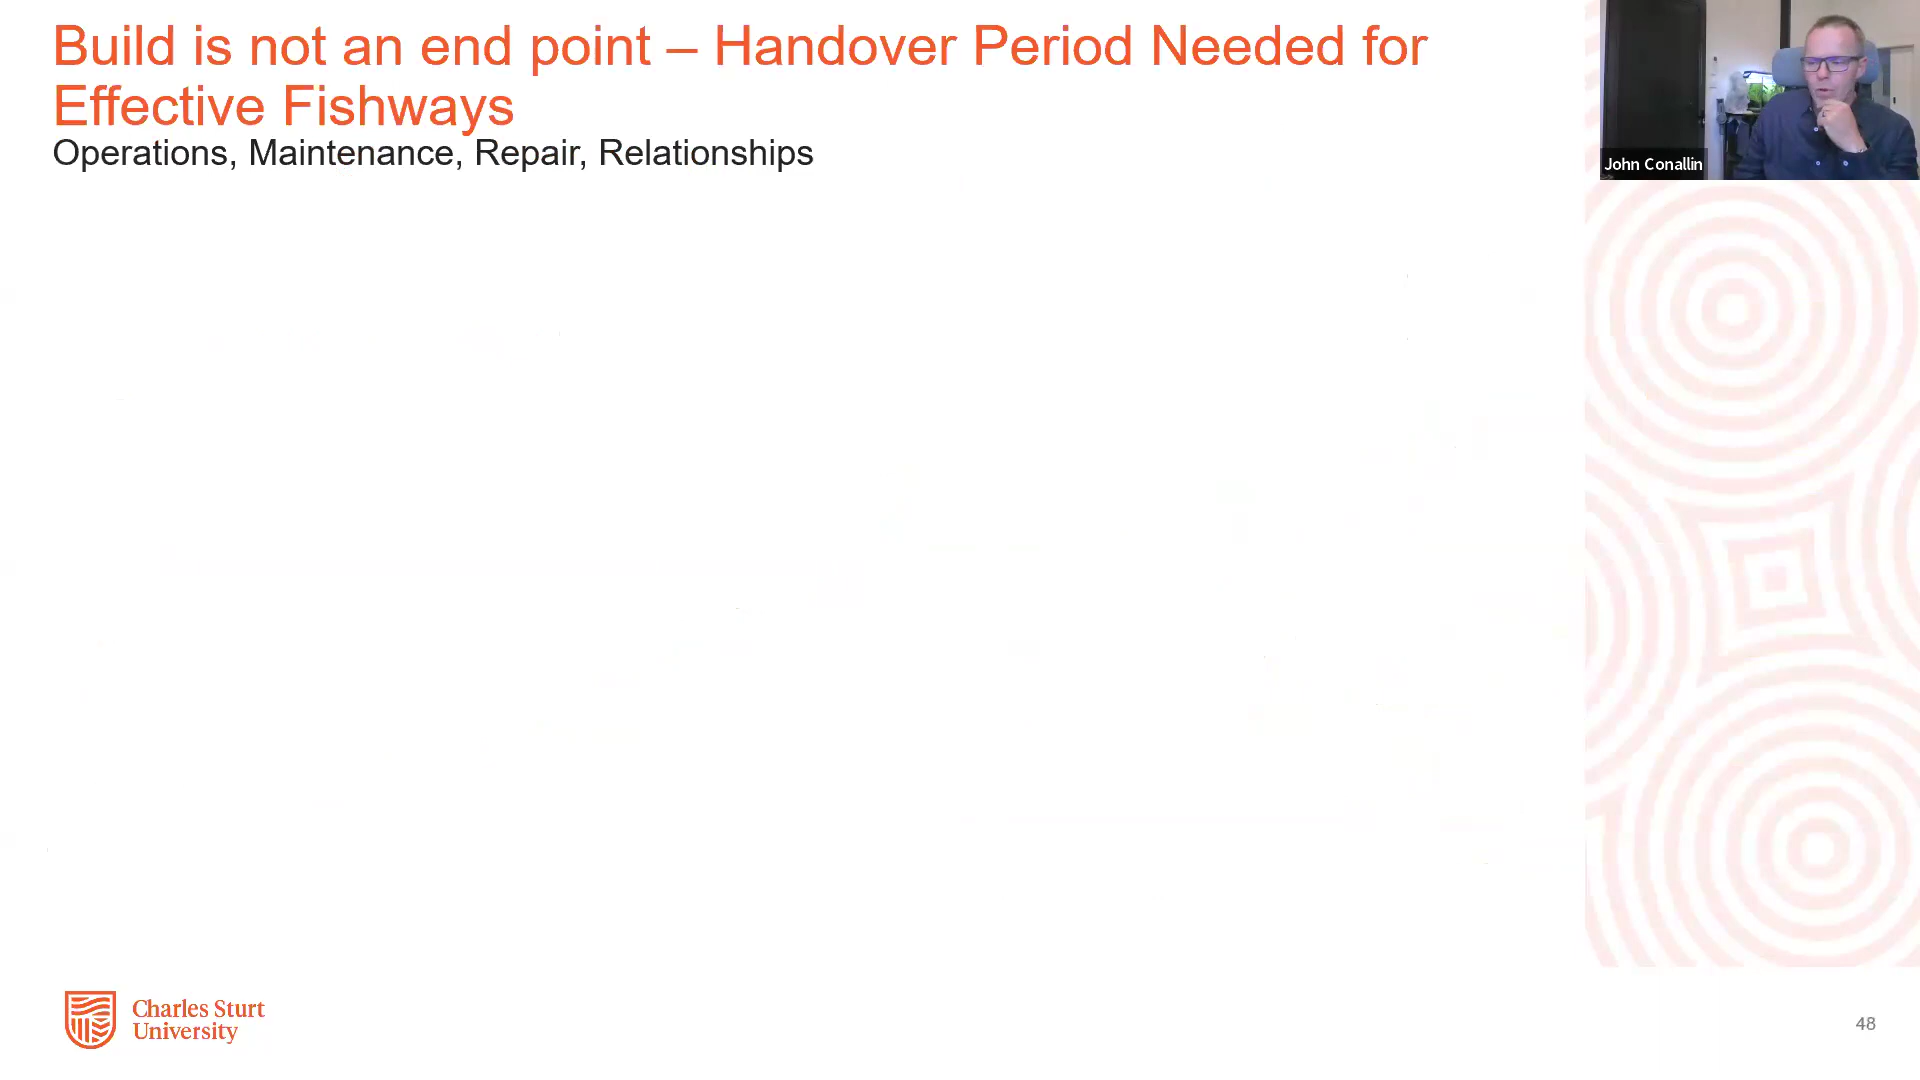 Build is not an end point – Handover Period Needed for
Effective Fishways
Operations, Maintenance, Repair, Relationships
John Conallin
Charles Sturt
University
48